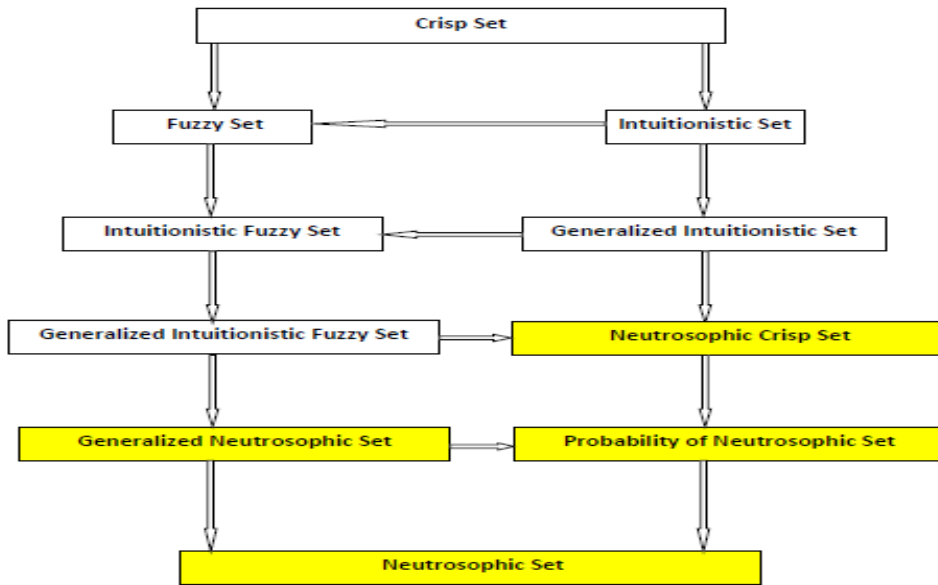 Crisp Set
Fuzzy Set
Intuitionistic Set
Intuitionistic Fuzzy Set
Generalized Intuitionistic Set
Generalized Intuitionistic Fuzzy Set
Neutrosophic Crisp Set
Generalized Neutrosophic Set
Probability of Neutrosophic Set
Neutrosophic Set